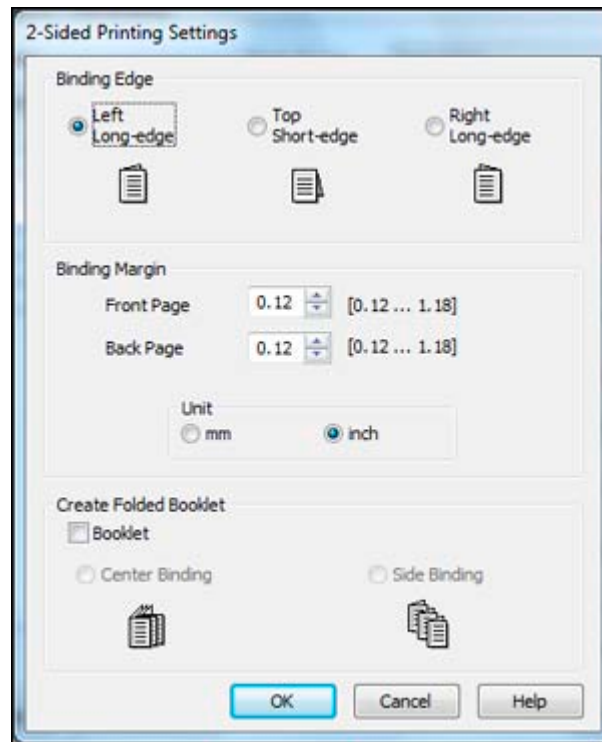 2-Sided Printing Settings
Binding Edge
Left
Long-edge
Top
Short-edge
Right
Long-edge
Binding Margin
Front Page 0.12 [0.12 ... 1.18]
Back Page 0.12 [0.12 ... 1.18]
Unit
mm inch
Create Folded Booklet
Booklet
Center Binding Side Binding
OK Cancel Help